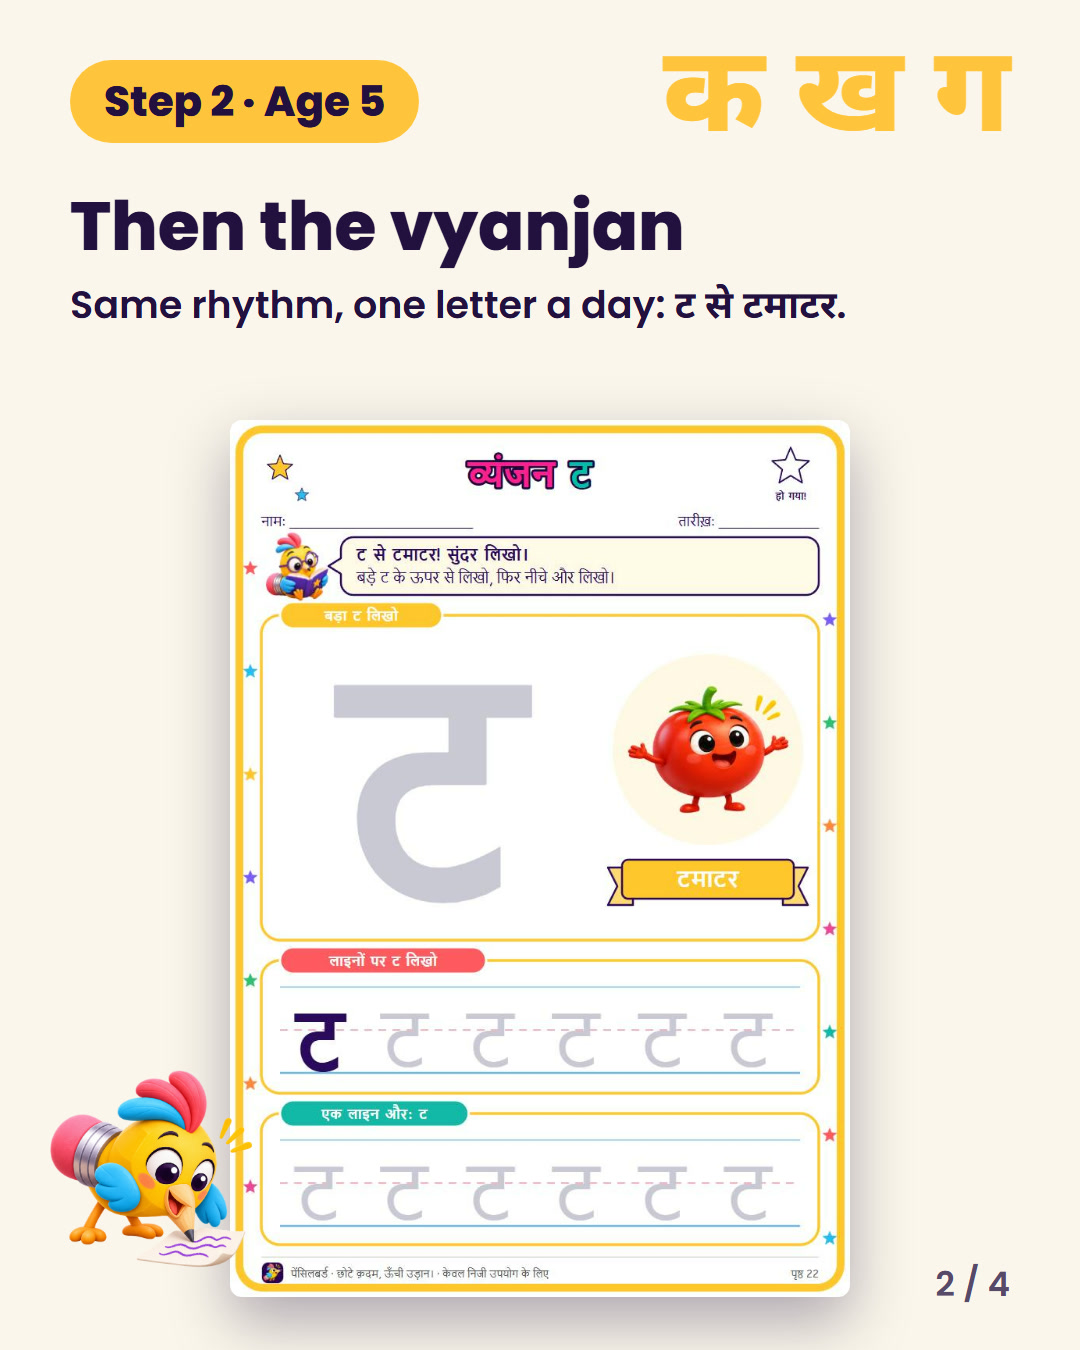 Step 2 · Age 5
क ख ग
Then the vyanjan
Same rhythm, one letter a day: ट से टमाटर.
व्यंजन ट
हो गया!
नाम:
तारीख़:
ट से टमाटर! सुंदर लिखो।
बड़े ट के ऊपर से लिखो, फिर नीचे और लिखो।
बड़ा ट लिखो
ट
टमाटर
लाइनों पर ट लिखो
ट ट ट ट ट ट
एक लाइन और: ट
ट ट ट ट ट ट
पेंसिलबर्ड · छोटे क़दम, ऊँची उड़ान। · केवल निजी उपयोग के लिए
पृष्ठ 22
2 / 4